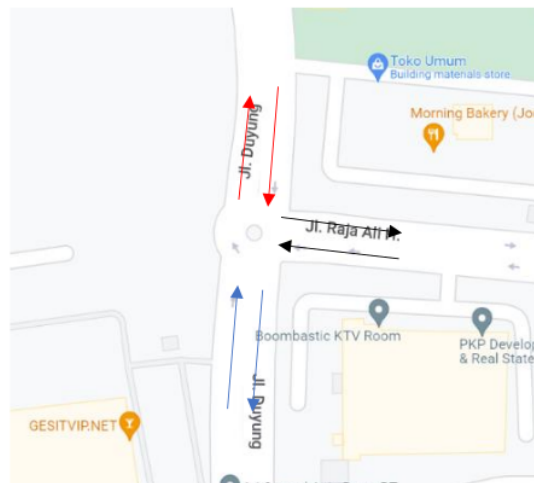 Toko Umum
Building materials store
Morning Bakery (Jo
Jl. Duyung
Jl. Raja Ali H.
Boombastic KTV Room
PKP Develop
& Real State
Jl. Duyung
GESITVIP.NET